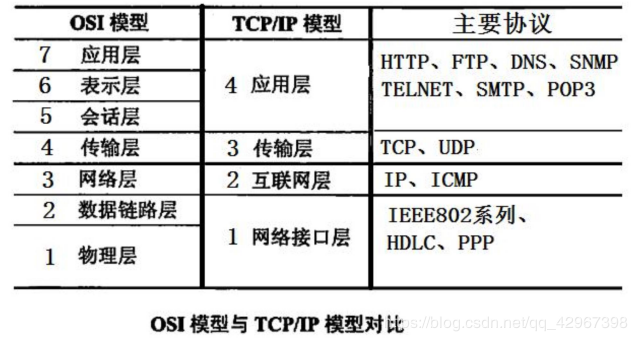 OSI 模型 TCP/IP 模型 主要协议
7 应用层
6 表示层
5 会话层
4 应用层
HTTP、FTP、DNS、SNMP
TELNET、SMTP、POP3
4 传输层 3 传输层 TCP、UDP
3 网络层 2 互联网层 IP、ICMP
2 数据链路层
1 物理层
1 网络接口层
IEEE802系列、
HDLC、PPP
OSI 模型与 TCP/IP 模型对比
https://blog.csdn.net/qq_42967398